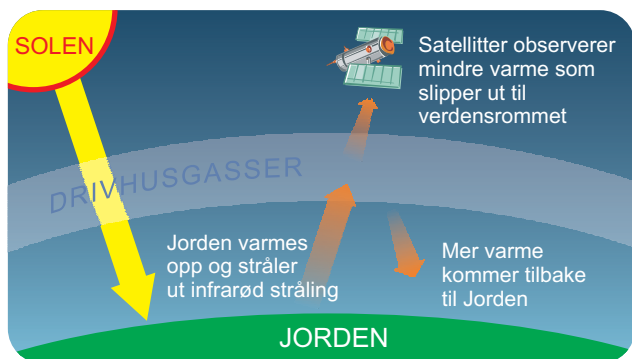 SOLEN
Satellitter observerer
mindre varme som
slipper ut til
verdensrommet
DRIVHUSGASSER
Jorden varmes
opp og stråler
ut infrarød stråling
Mer varme
kommer tilbake
til Jorden
JORDEN